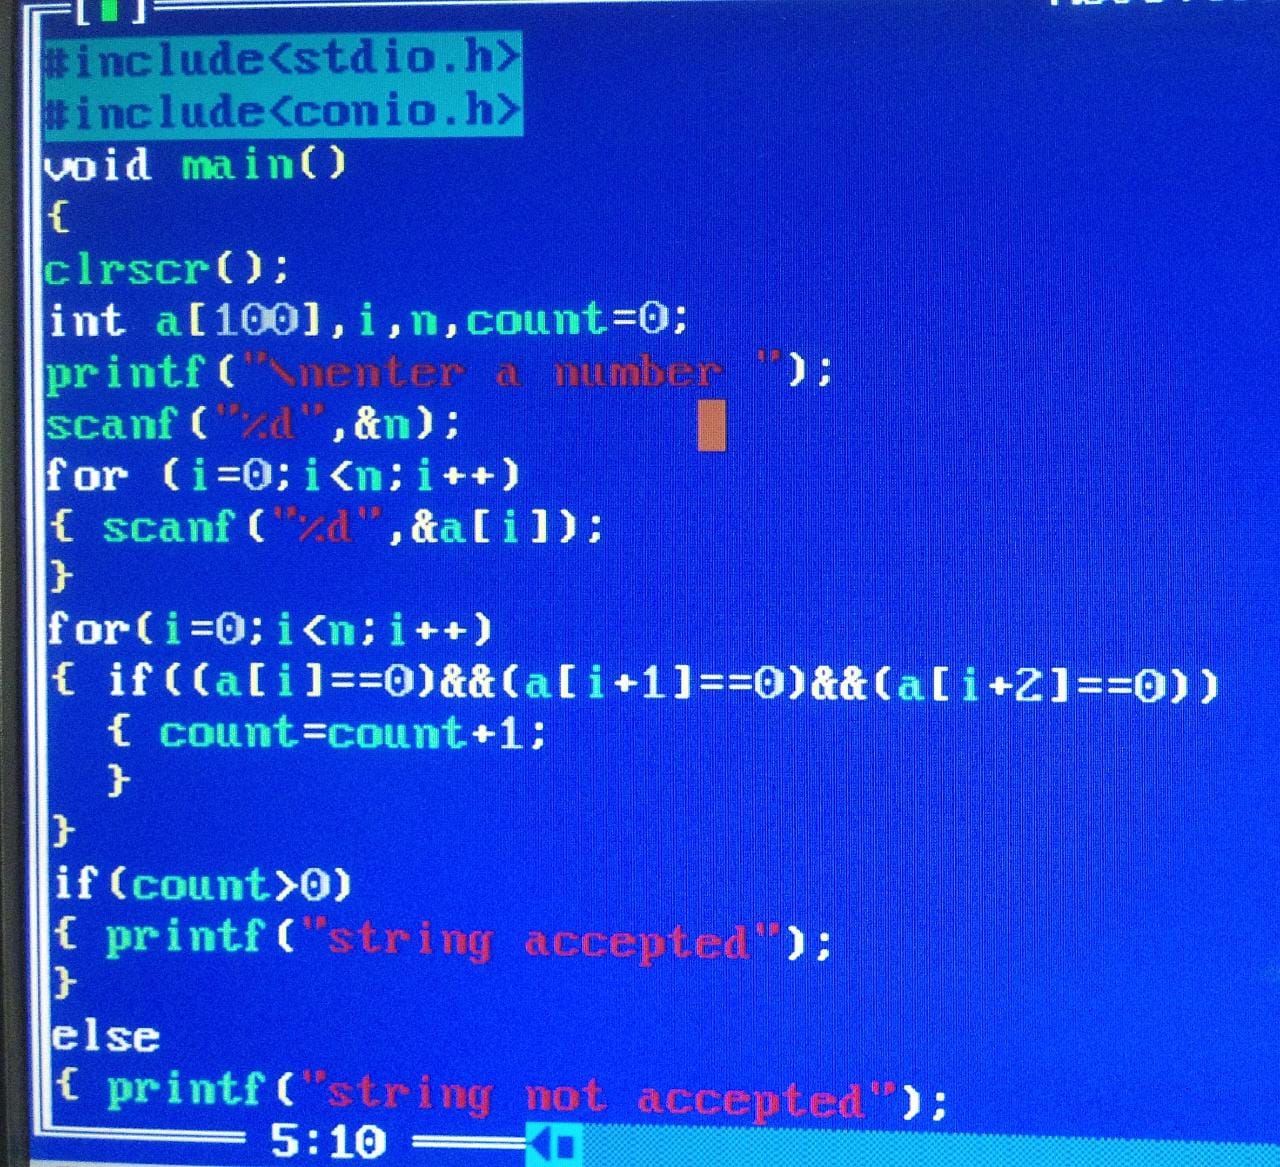 #include<stdio.h>
#include<conio.h>
void main()
{
clrscr();
int a[100],i,n,count=0;
printf("\nenter a number ");
scanf("%d",&n);
for (i=0;i<n;i++)
{ scanf("%d",&a[i]);
}
for(i=0;i<n;i++)
{ if((a[i]==0)&&(a[i+1]==0)&&(a[i+2]==0))
{ count=count+1;
}
}
if(count>0)
{ printf("string accepted");
}
else
{ printf("string not accepted");
5:10